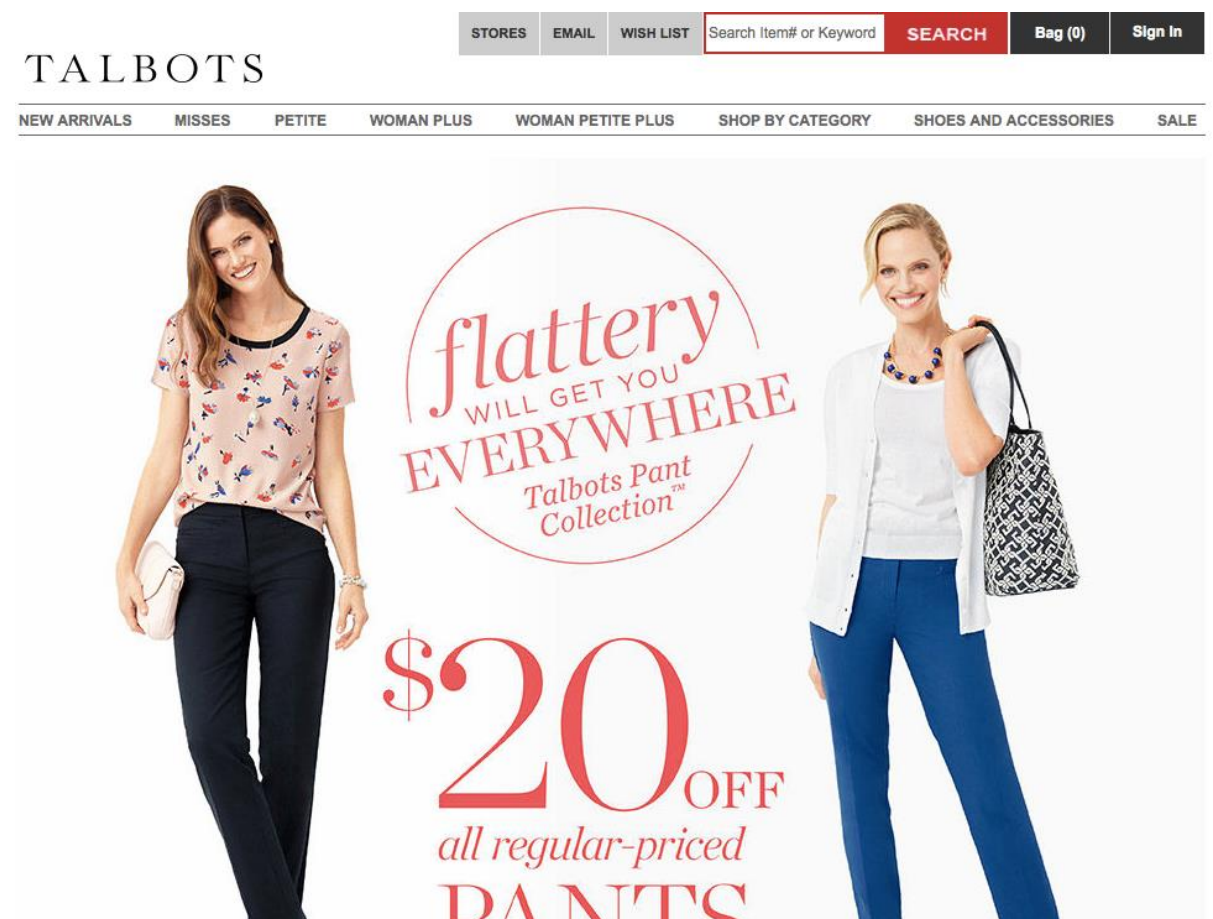 STORES EMAIL WISH LIST Search Item# or Keyword SEARCH Bag (0) Sign In
TALBOTS
NEW ARRIVALS MISSES PETITE WOMAN PLUS WOMAN PETITE PLUS SHOP BY CATEGORY SHOES AND ACCESSORIES SALE
flattery
WILL GET YOU
EVERYWHERE
Talbots Pant
Collection™
$20 OFF
all regular-priced
PANTS